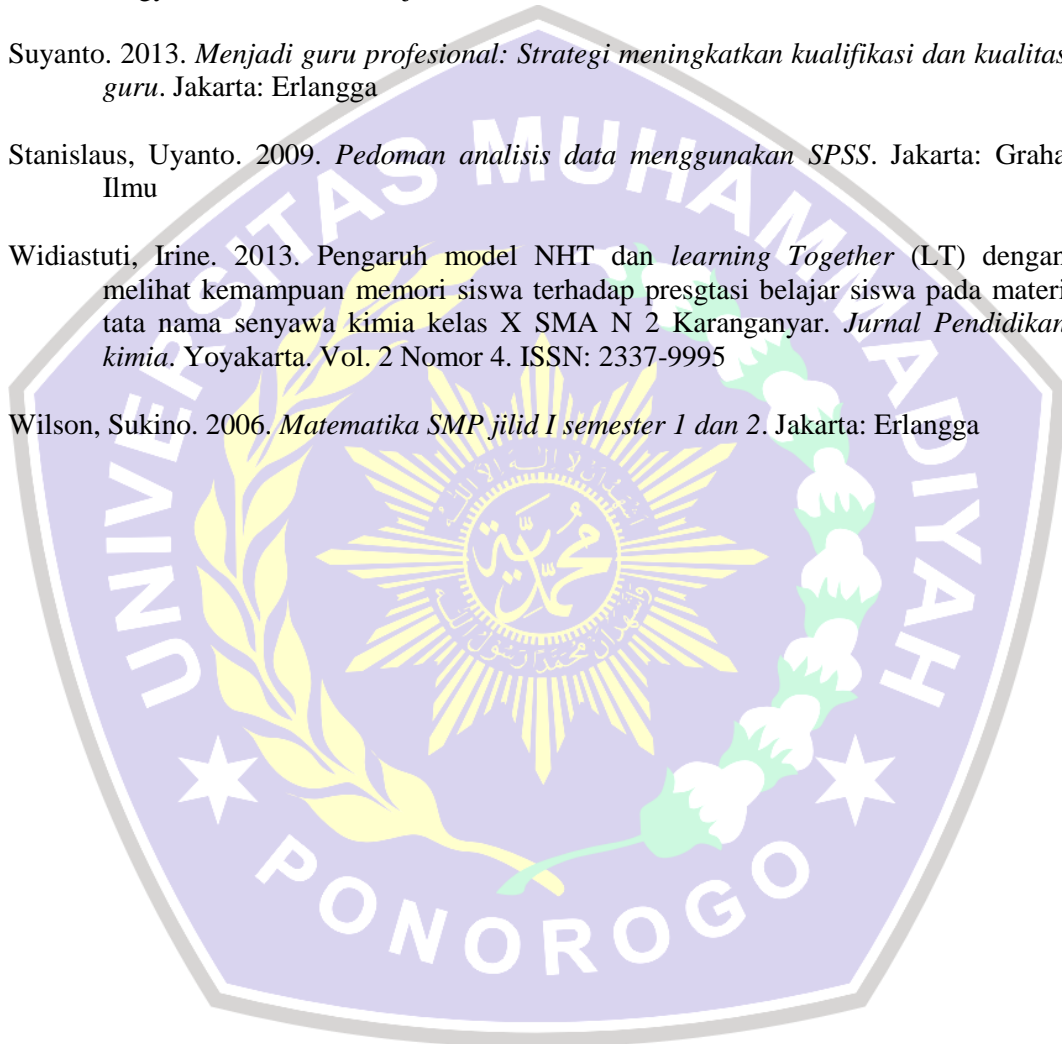 Suyanto. 2013. Menjadi guru profesional: Strategi meningkatkan kualifikasi dan kualitas
guru. Jakarta: Erlangga
Stanislaus, Uyanto. 2009. Pedoman analisis data menggunakan SPSS. Jakarta: Graha
Ilmu
Widiastuti, Irine. 2013. Pengaruh model NHT dan learning Together (LT) dengan
melihat kemampuan memori siswa terhadap presgtasi belajar siswa pada materi
tata nama senyawa kimia kelas X SMA N 2 Karanganyar. Jurnal Pendidikan
kimia. Yoyakarta. Vol. 2 Nomor 4. ISSN: 2337-9995
Wilson, Sukino. 2006. Matematika SMP jilid I semester 1 dan 2. Jakarta: Erlangga
UNIVERSITAS MUHAMMADIYAH
PONOROGO